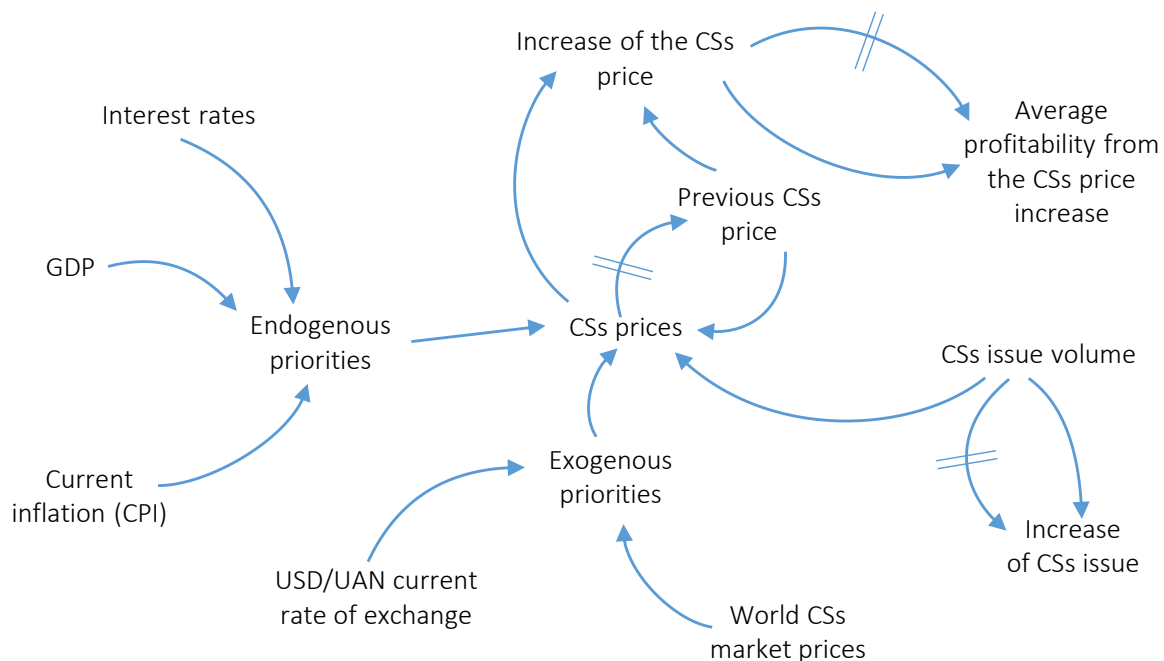 Increase of the CSs
price
Interest rates
Average
profitability from
the CSs price
increase
Previous CSs
price
GDP
Endogenous
priorities
CSs prices
CSs issue volume
Exogenous
priorities
Current
inflation (CPI)
Increase
of CSs issue
USD/UAN current
rate of exchange
World CSs
market prices